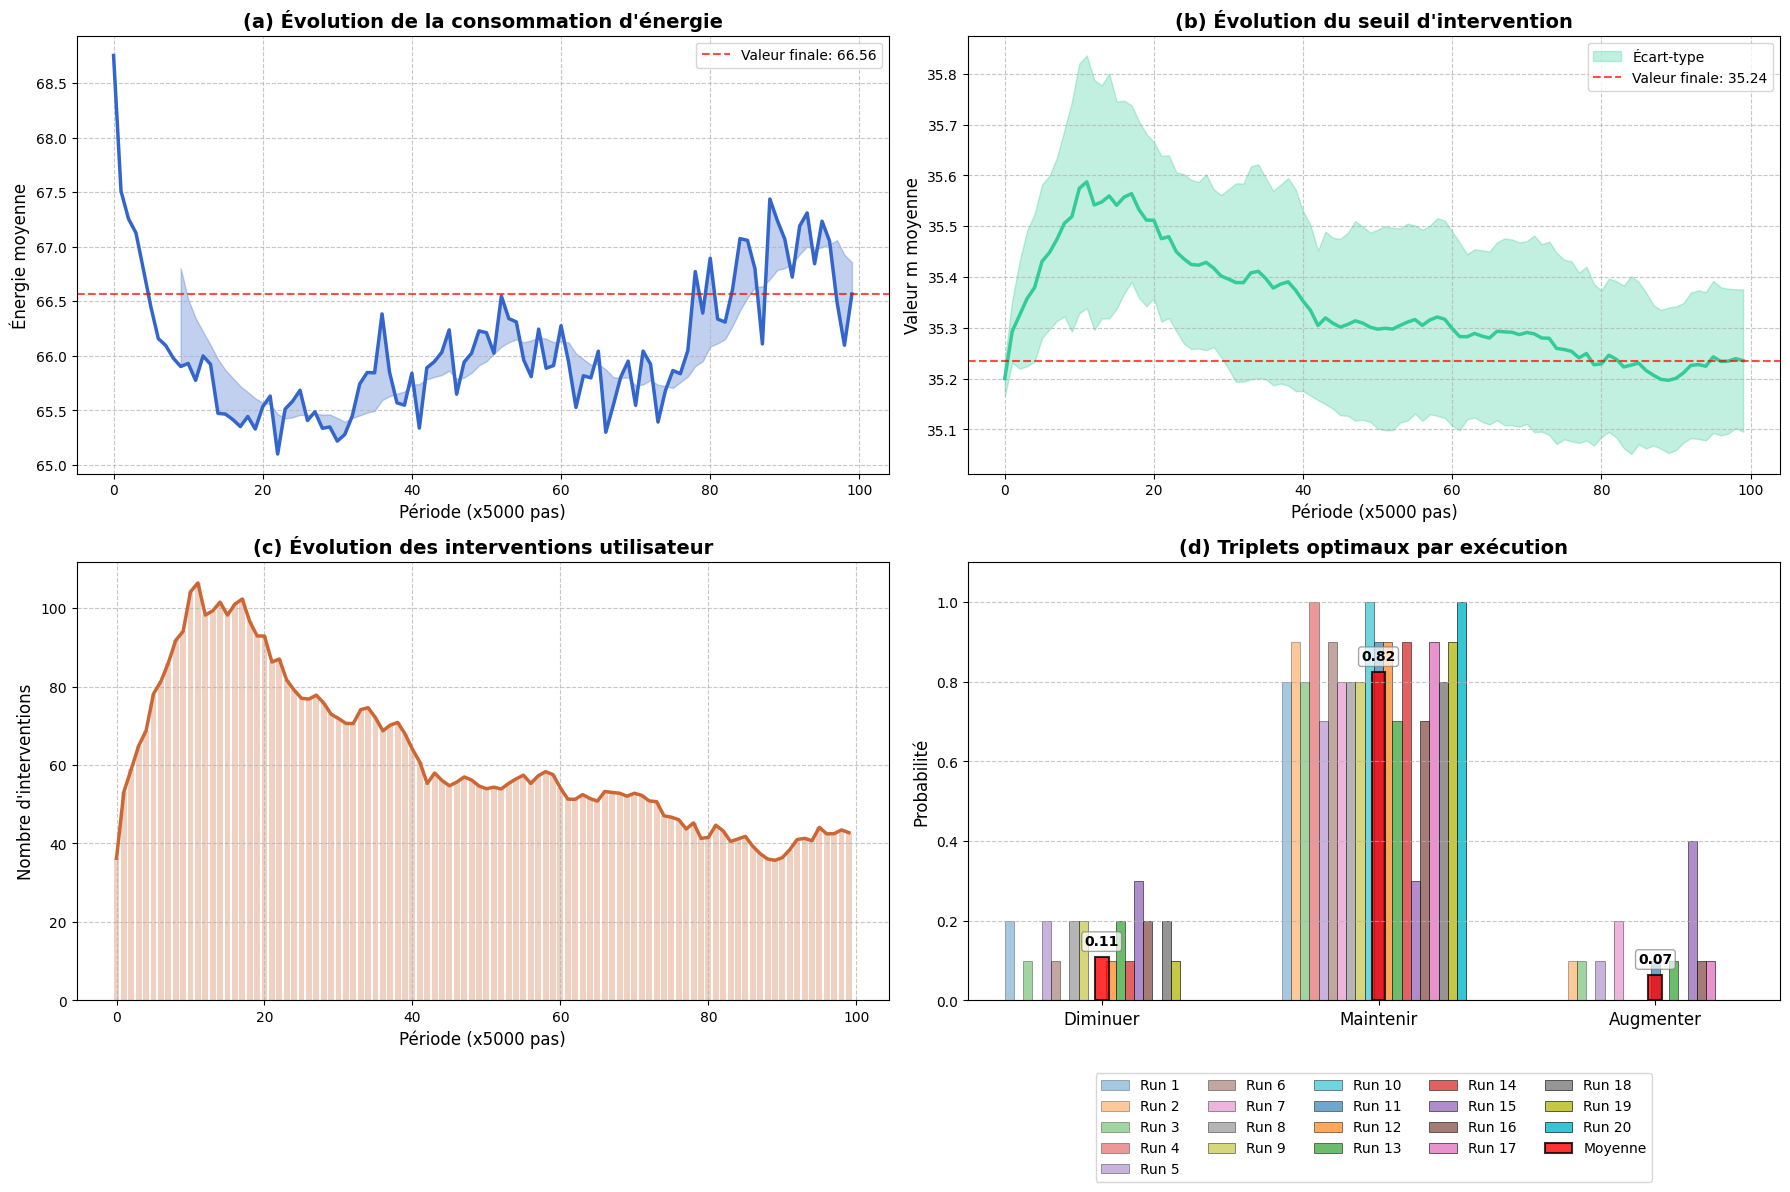 (a) Évolution de la consommation d'énergie
Énergie moyenne
68.5
68.0
67.5
67.0
66.5
66.0
65.5
65.0
Valeur finale: 66.56
0 20 40 60 80 100
Période (x5000 pas)
(b) Évolution du seuil d'intervention
Valeur m moyenne
35.8
35.7
35.6
35.5
35.4
35.3
35.2
35.1
Écart-type
Valeur finale: 35.24
0 20 40 60 80 100
Période (x5000 pas)
(c) Évolution des interventions utilisateur
Nombre d'interventions
100
80
60
40
20
0
0 20 40 60 80 100
Période (x5000 pas)
(d) Triplets optimaux par exécution
Probabilité
1.0
0.8
0.6
0.4
0.2
0.0
0.11
0.82
0.07
Diminuer Maintenir Augmenter
Run 1 Run 6 Run 10 Run 14 Run 18
Run 2 Run 7 Run 11 Run 15 Run 19
Run 3 Run 8 Run 12 Run 16 Run 20
Run 4 Run 9 Run 13 Run 17 Moyenne
Run 5